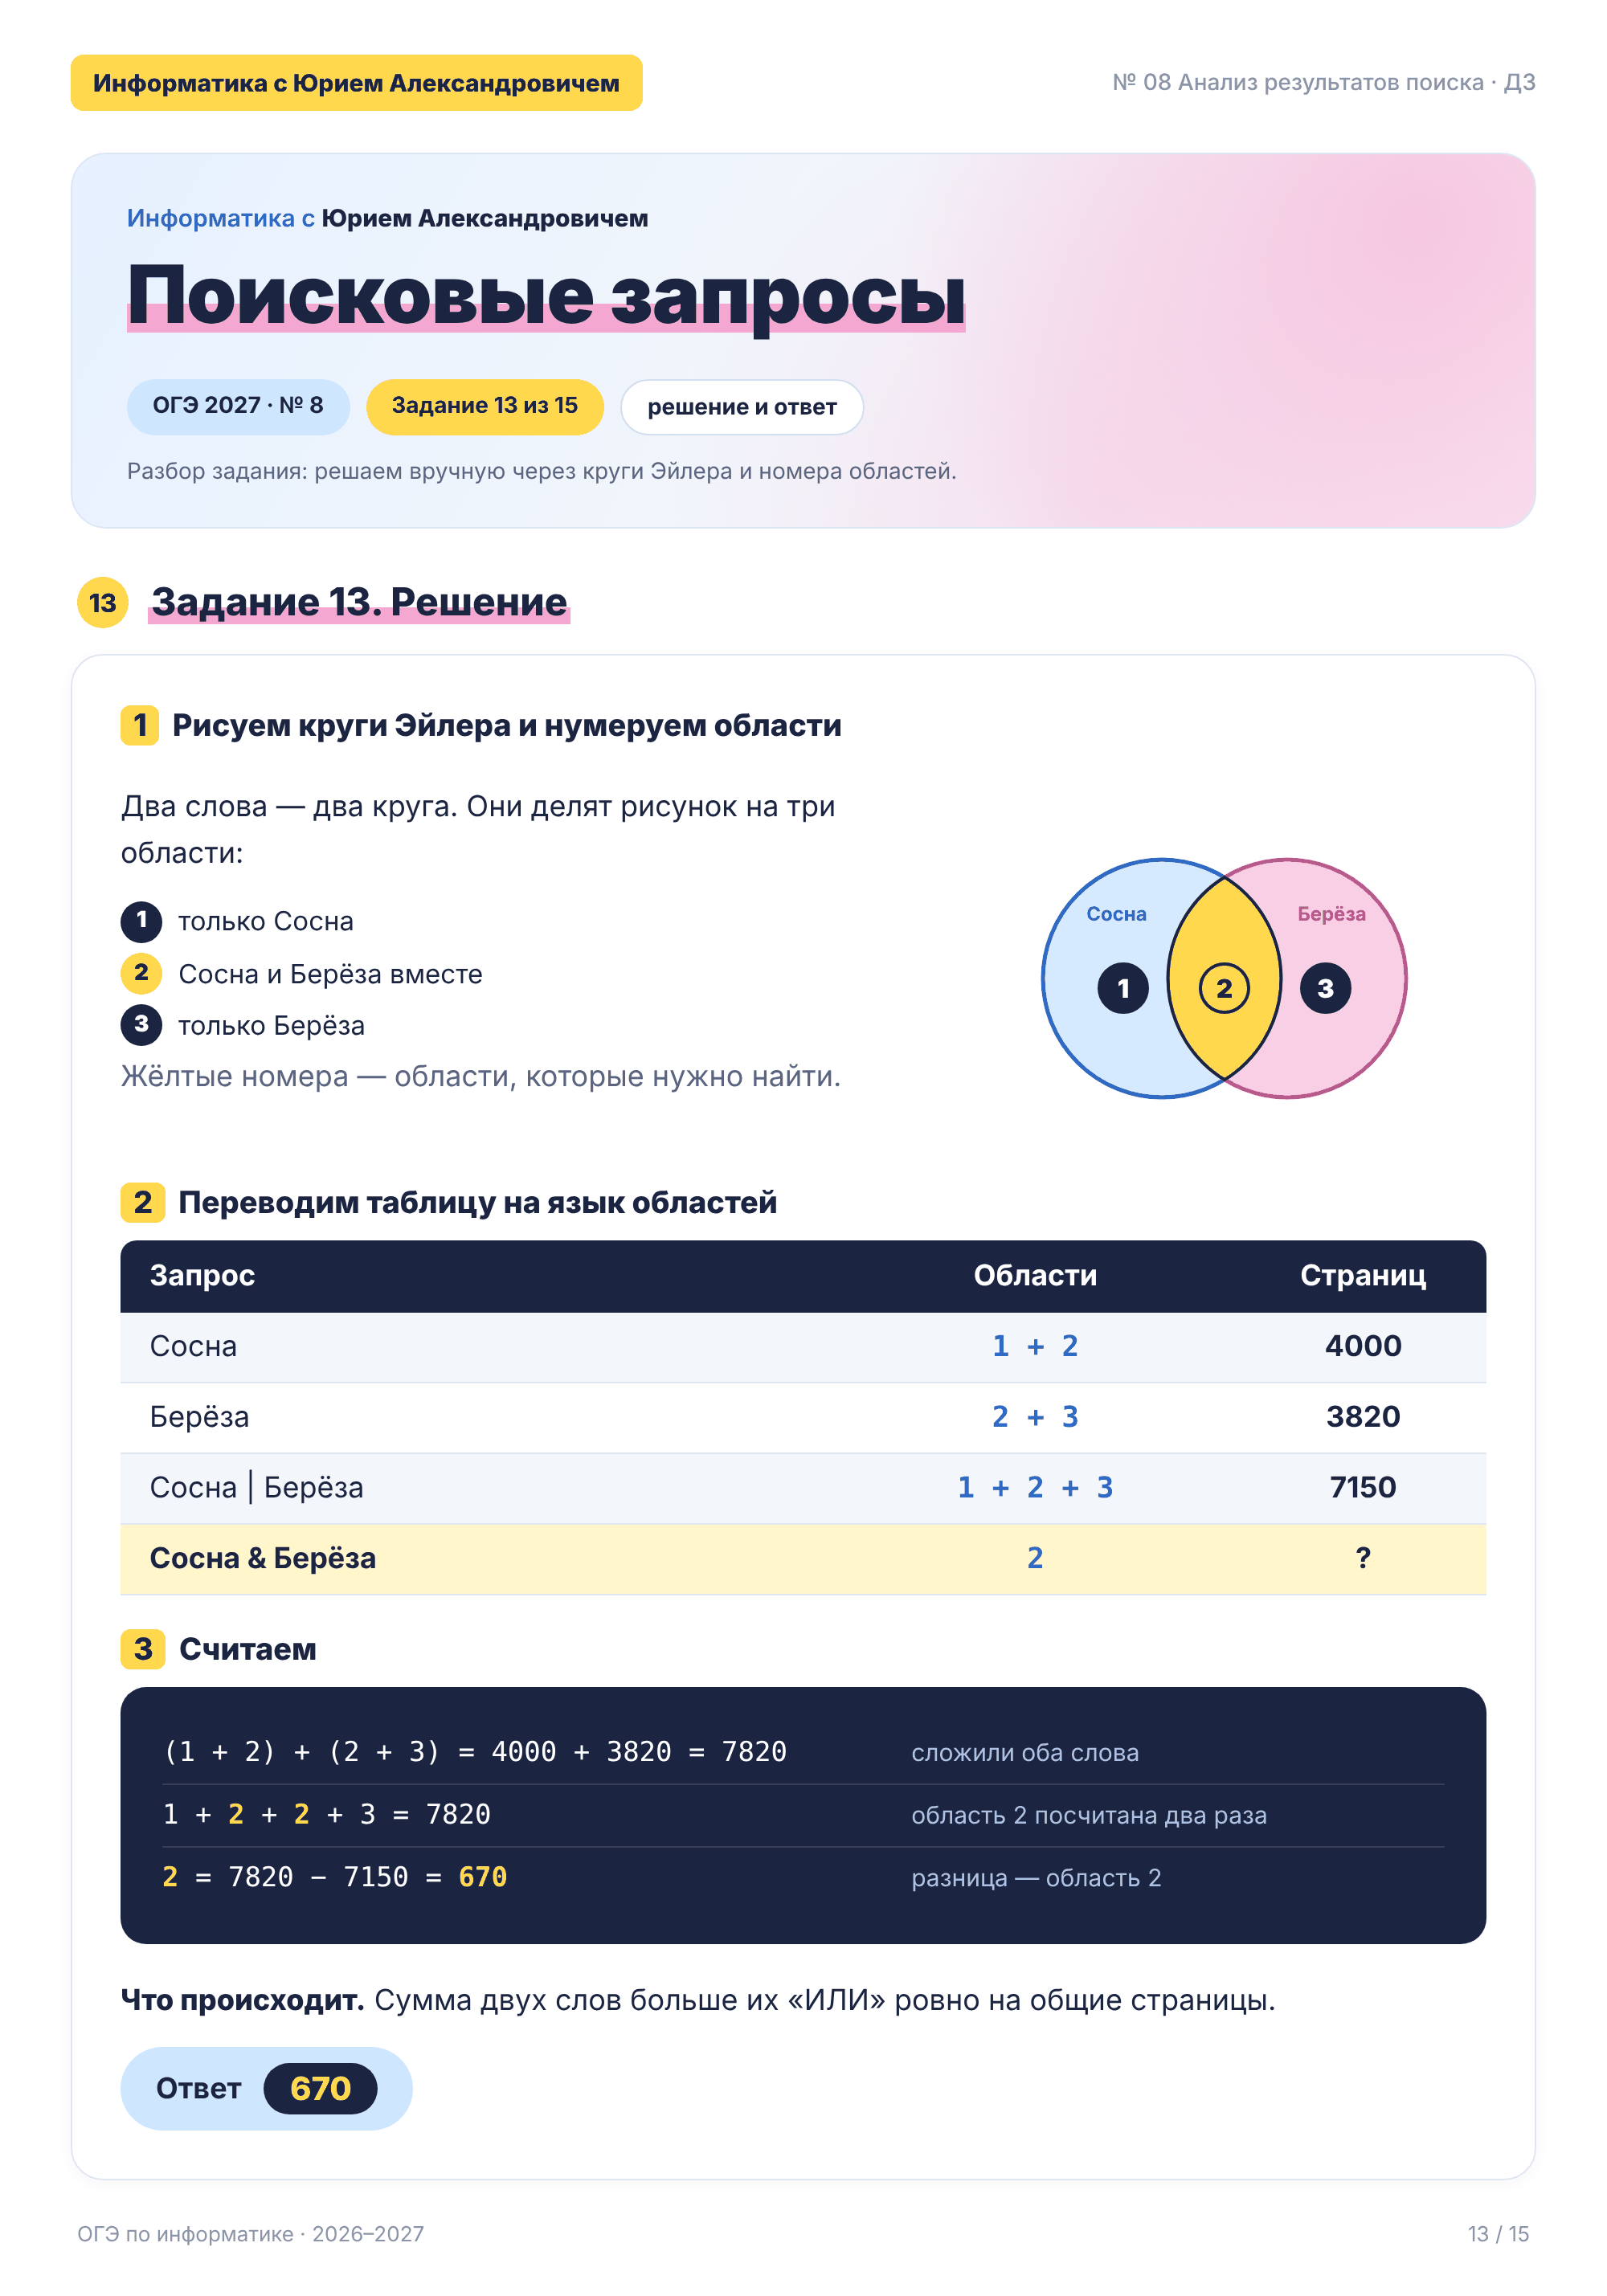 Информатика с Юрием Александровичем
№ 08 Анализ результатов поиска · ДЗ
Информатика с Юрием Александровичем
Поисковые запросы
ОГЭ 2027 · № 8
Задание 13 из 15
решение и ответ
Разбор задания: решаем вручную через круги Эйлера и номера областей.
13 Задание 13. Решение
1 Рисуем круги Эйлера и нумеруем области
Два слова — два круга. Они делят рисунок на три
области:
1 только Сосна
2 Сосна и Берёза вместе
3 только Берёза
Жёлтые номера — области, которые нужно найти.
Сосна Берёза
1 2 3
2 Переводим таблицу на язык областей
Запрос Области Страниц
Сосна 1 + 2 4000
Берёза 2 + 3 3820
Сосна | Берёза 1 + 2 + 3 7150
Сосна & Берёза 2 ?
3 Считаем
(1 + 2) + (2 + 3) = 4000 + 3820 = 7820 сложили оба слова
1 + 2 + 2 + 3 = 7820 область 2 посчитана два раза
2 = 7820 − 7150 = 670 разница — область 2
Что происходит. Сумма двух слов больше их «ИЛИ» ровно на общие страницы.
Ответ 670
ОГЭ по информатике · 2026–2027
13 / 15